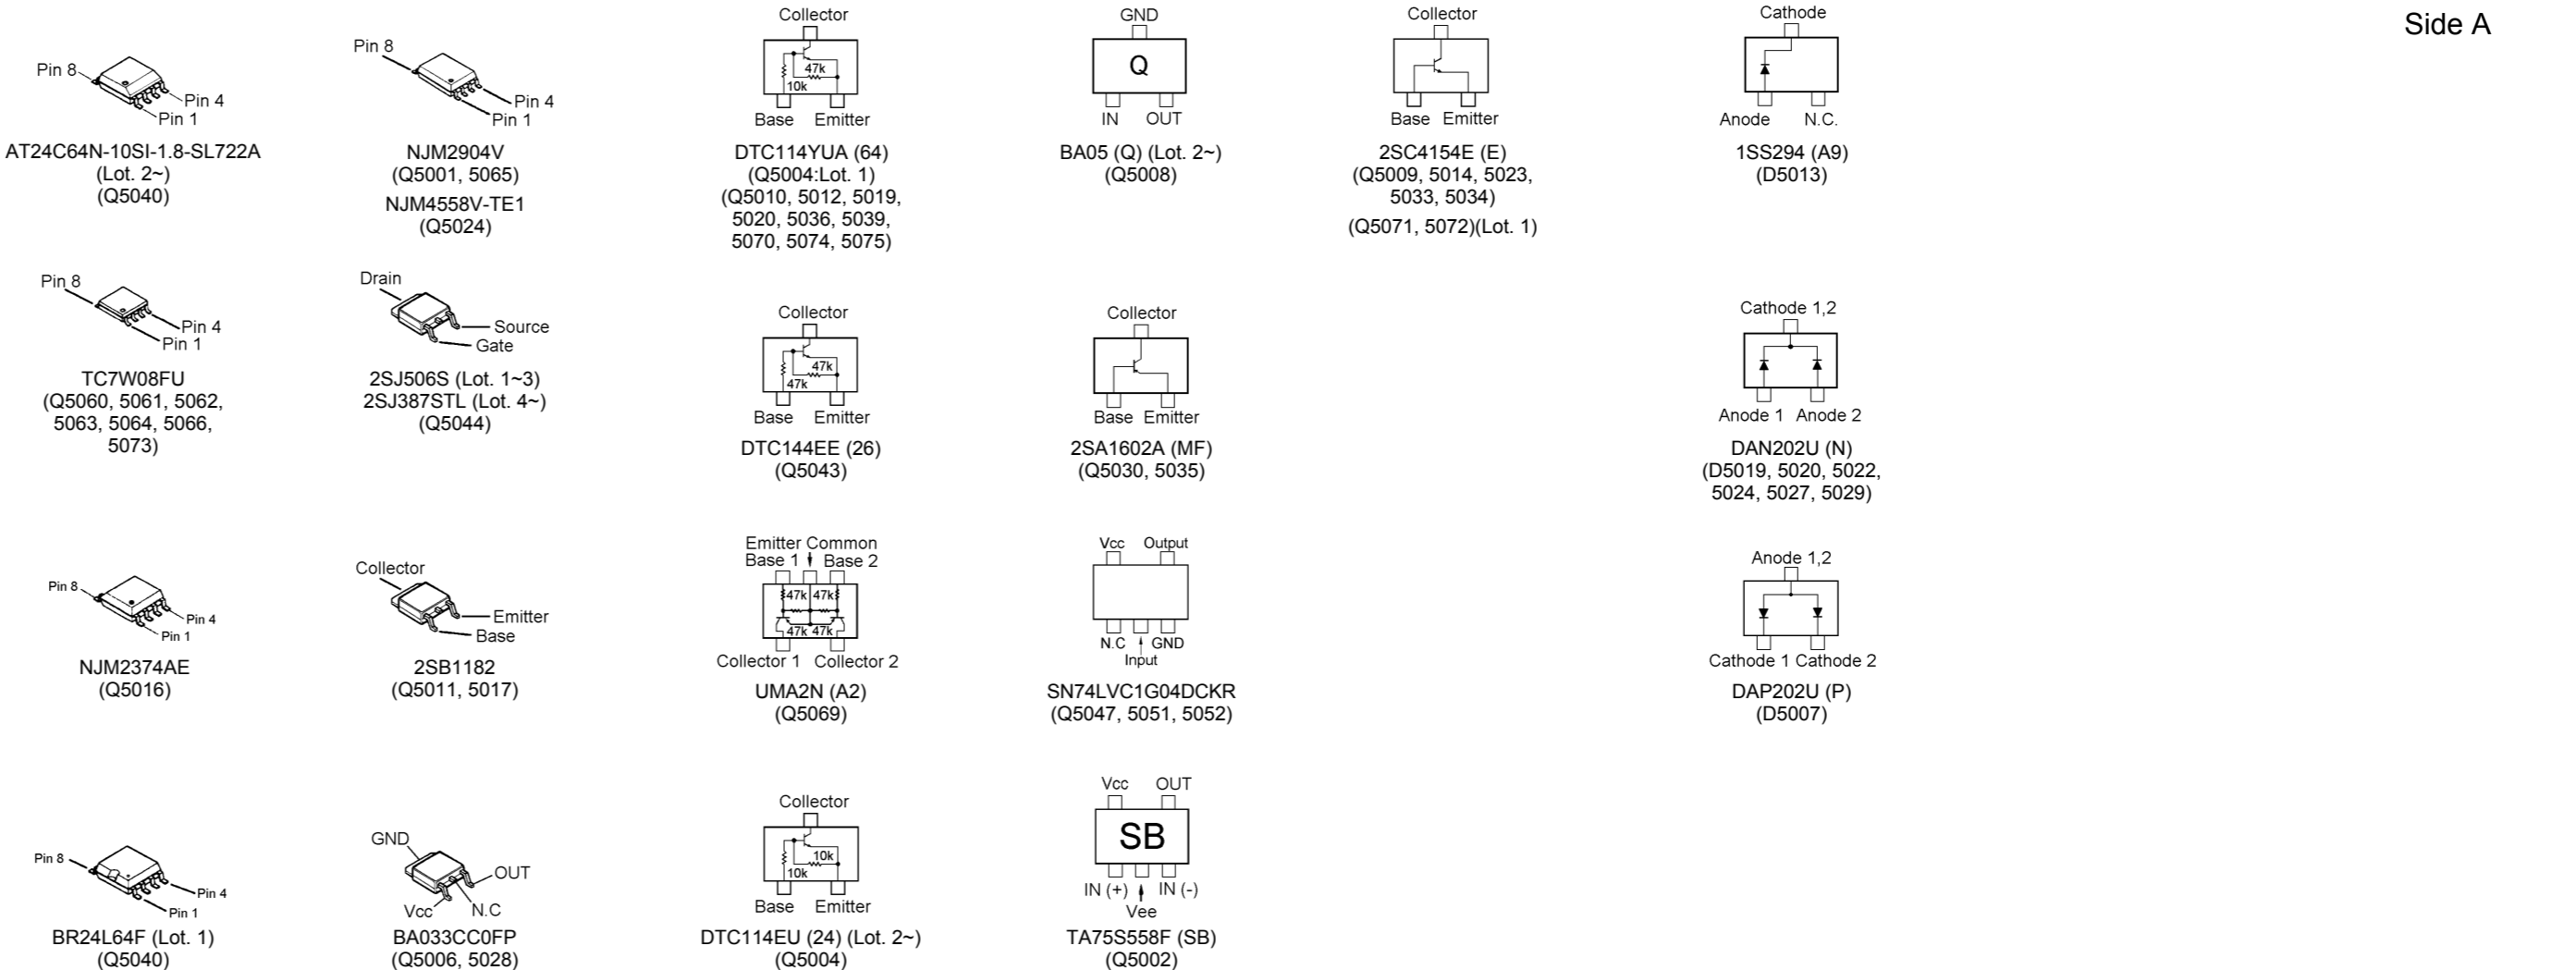 Side A
Pin 8
Pin 4
Pin 1
AT24C64N-10SI-1.8-SL722A
(Lot. 2~)
(Q5040)
Pin 8
Pin 4
Pin 1
NJM2904V
(Q5001, 5065)
NJM4558V-TE1
(Q5024)
Collector
47k
10k
Base Emitter
DTC114YUA (64)
(Q5004:Lot. 1)
(Q5010, 5012, 5019,
5020, 5036, 5039,
5070, 5074, 5075)
GND
Q
IN OUT
BA05 (Q) (Lot. 2~)
(Q5008)
Collector
Base Emitter
2SC4154E (E)
(Q5009, 5014, 5023,
5033, 5034)
(Q5071, 5072)(Lot. 1)
Cathode
Anode N.C.
1SS294 (A9)
(D5013)
Pin 8
Pin 4
Pin 1
TC7W08FU
(Q5060, 5061, 5062,
5063, 5064, 5066,
5073)
Drain
Source
Gate
2SJ506S (Lot. 1~3)
2SJ387STL (Lot. 4~)
(Q5044)
Collector
47k
47k
Base Emitter
DTC144EE (26)
(Q5043)
Collector
Base Emitter
2SA1602A (MF)
(Q5030, 5035)
Cathode 1,2
Anode 1 Anode 2
DAN202U (N)
(D5019, 5020, 5022,
5024, 5027, 5029)
Pin 8
Pin 4
Pin 1
NJM2374AE
(Q5016)
Collector
Emitter
Base
2SB1182
(Q5011, 5017)
Emitter Common
Base 1 Base 2
47k 47k
47k 47k
Collector 1 Collector 2
UMA2N (A2)
(Q5069)
Vcc Output
N.C GND
Input
SN74LVC1G04DCKR
(Q5047, 5051, 5052)
Anode 1,2
Cathode 1 Cathode 2
DAP202U (P)
(D5007)
Pin 8
Pin 4
Pin 1
BR24L64F (Lot. 1)
(Q5040)
GND
OUT
Vcc N.C
BA033CC0FP
(Q5006, 5028)
Collector
10k
10k
Base Emitter
DTC114EU (24) (Lot. 2~)
(Q5004)
Vcc OUT
SB
IN (+) IN (-)
Vee
TA75S558F (SB)
(Q5002)